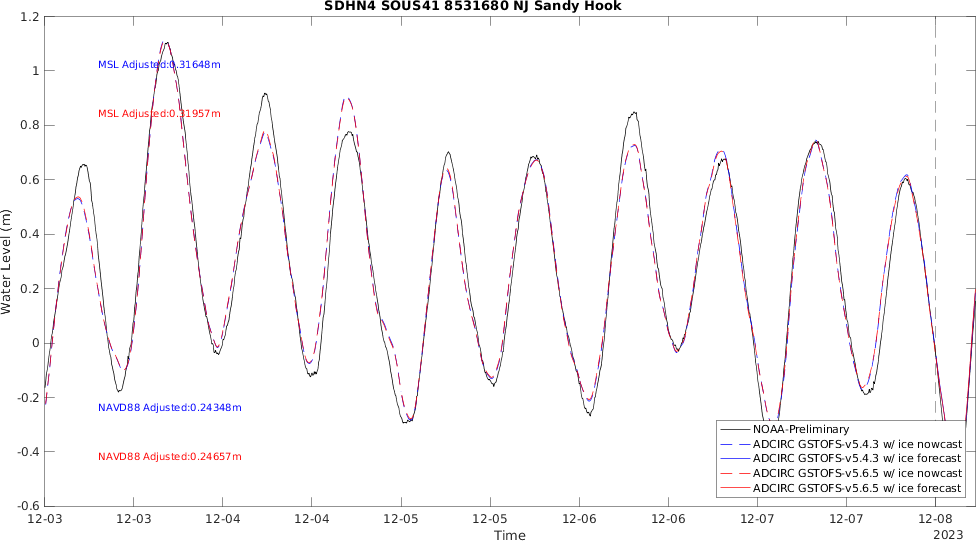 SDHN4 SOUS41 8531680 NJ Sandy Hook
1.2
1
0.8
0.6
0.4
0.2
0
-0.2
-0.4
-0.6
Water Level (m)
MSL Adjusted:0.31648m
MSL Adjusted:0.31957m
NAVD88 Adjusted:0.24348m
NAVD88 Adjusted:0.24657m
NOAA-Preliminary
ADCIRC GSTOFS-v5.4.3 w/ ice nowcast
ADCIRC GSTOFS-v5.4.3 w/ ice forecast
ADCIRC GSTOFS-v5.6.5 w/ ice nowcast
ADCIRC GSTOFS-v5.6.5 w/ ice forecast
12-03 12-03 12-04 12-04 12-05 12-05 12-06 12-06 12-07 12-07 12-08
2023
Time